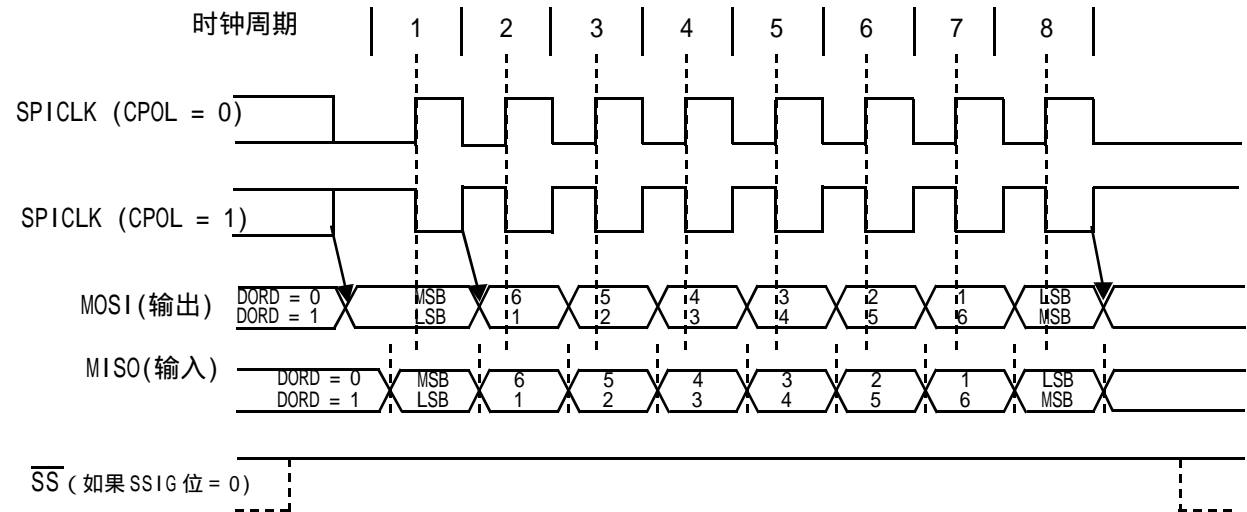 时钟周期 1 2 3 4 5 6 7 8
SPICLK (CPOL = 0)
SPICLK (CPOL = 1)
MOSI(输出) DORD = 0 MSB 6 5 4 3 2 1 LSB
DORD = 1 LSB 1 2 3 4 5 6 MSB
MISO(输入) DORD = 0 MSB 6 5 4 3 2 1 LSB
DORD = 1 LSB 1 2 3 4 5 6 MSB
SS (如果SSIG位=0)